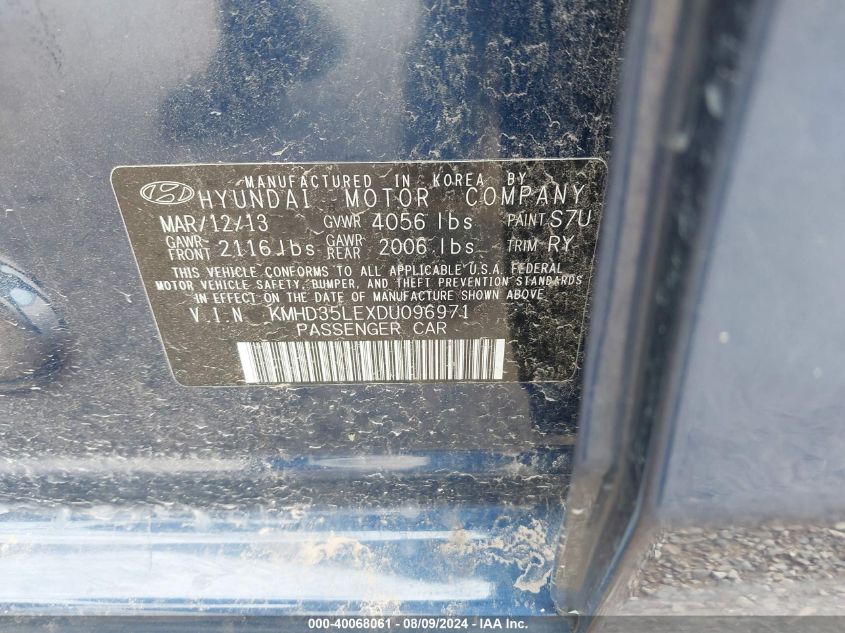 MANUFACTURED IN KOREA BY
HYUNDAI MOTOR COMPANY
MAR/12/13 GVWR 4056 lbs PAINT S7U
GAWR FRONT 2116 lbs GAWR REAR 2006 lbs TRIM RY
THIS VEHICLE CONFORMS TO ALL APPLICABLE U.S.A. FEDERAL
MOTOR VEHICLE SAFETY, BUMPER, AND THEFT PREVENTION STANDARDS
IN EFFECT ON THE DATE OF MANUFACTURE SHOWN ABOVE.
V.I.N KMHD35LEXDU096971
PASSENGER CAR
000-40068061 - 08/09/2024 - IAA Inc.